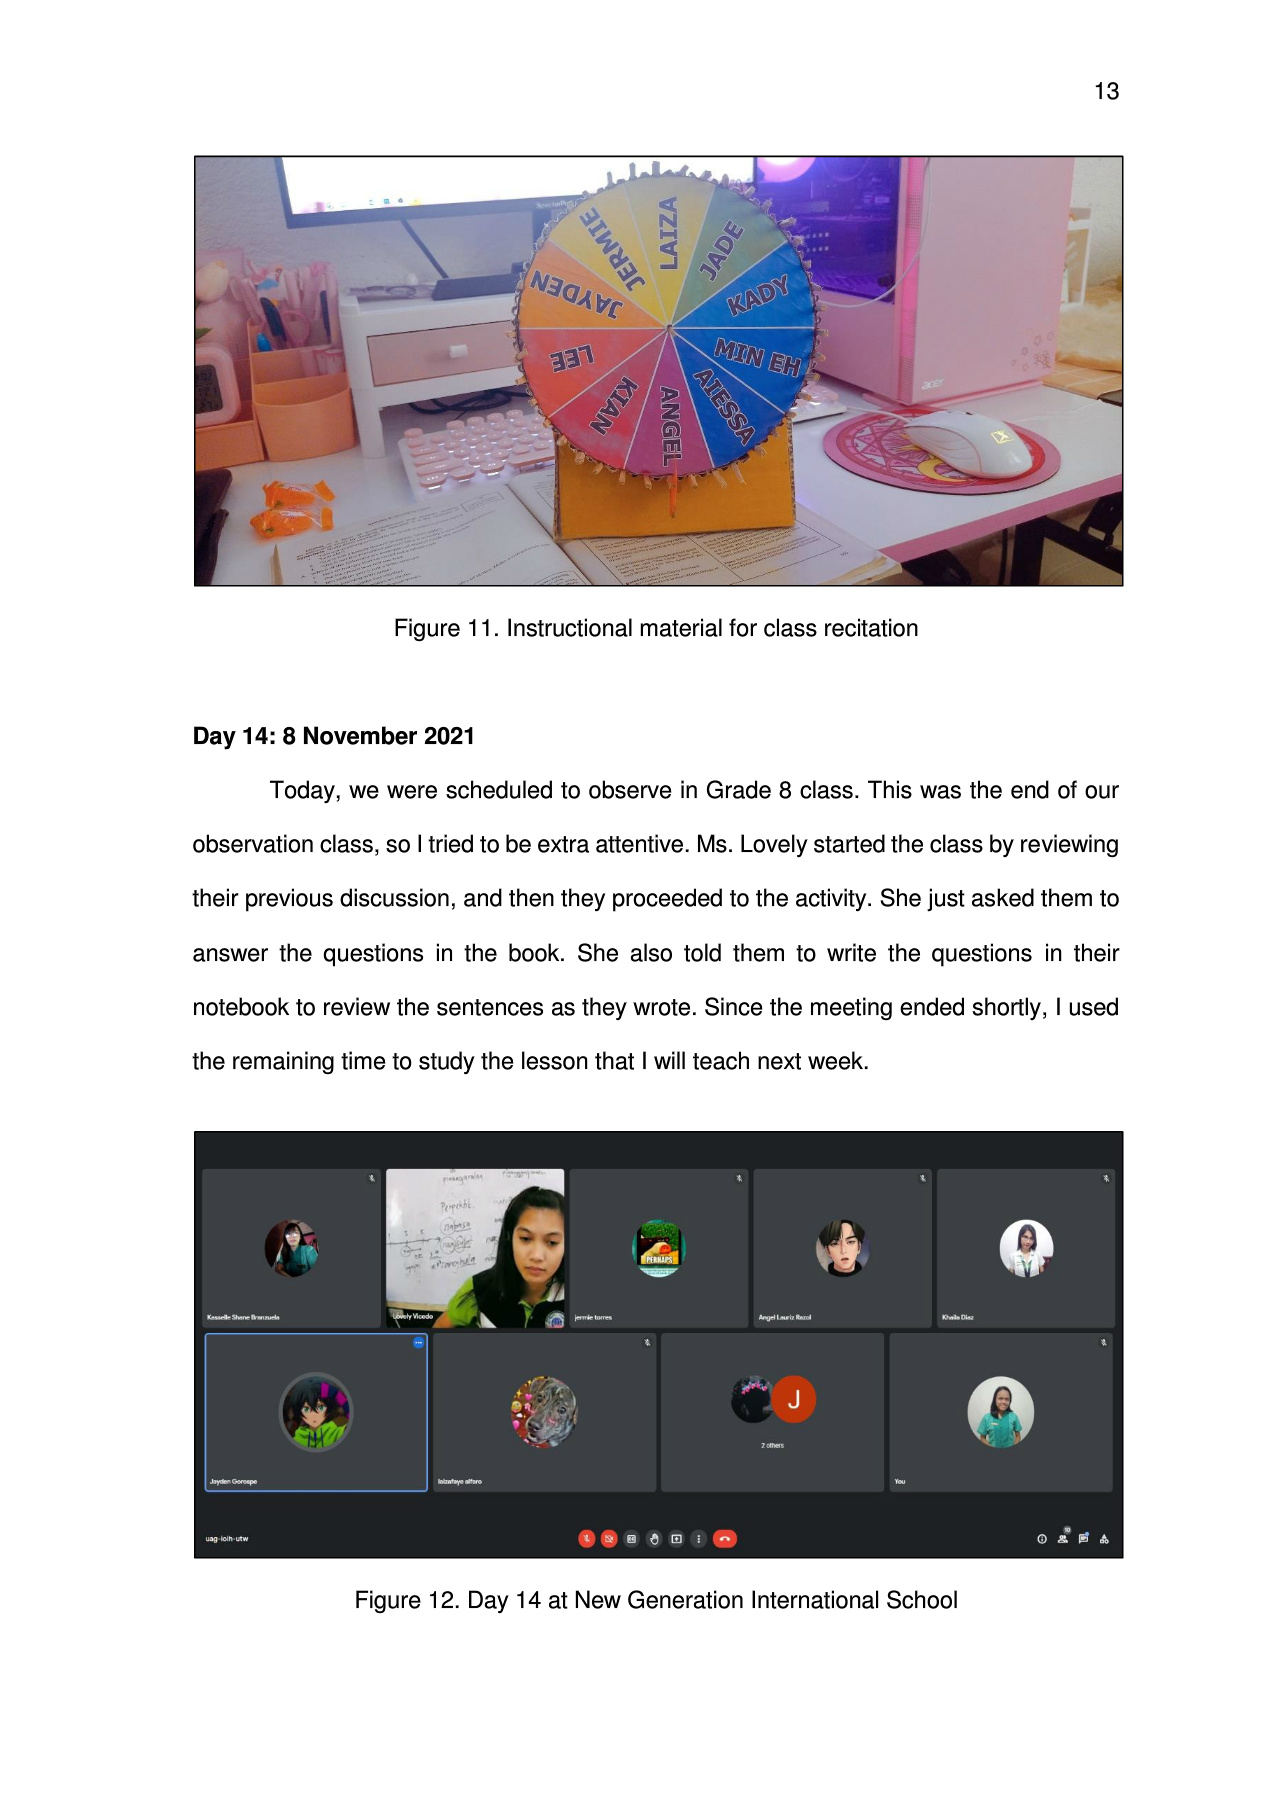 13
LAIZA
JADE
KADY
MIN EH
AIESSA
ANGEL
KIAN
LEE
JAYDEN
JERMIE
acer
Figure 11. Instructional material for class recitation
Day 14: 8 November 2021
Today, we were scheduled to observe in Grade 8 class. This was the end of our
observation class, so I tried to be extra attentive. Ms. Lovely started the class by reviewing
their previous discussion, and then they proceeded to the activity. She just asked them to
answer the questions in the book. She also told them to write the questions in their
notebook to review the sentences as they wrote. Since the meeting ended shortly, I used
the remaining time to study the lesson that I will teach next week.
Perpekto
nabasa
PERHAPS
Kasselle Shane Branzuela
Lovely Vicedo
jermie torres
Angel Lauriz Razul
Khaila Diaz
J
2 others
Jayden Gorospe
laizafaye alfaro
You
uag-ioih-utw
10
Figure 12. Day 14 at New Generation International School